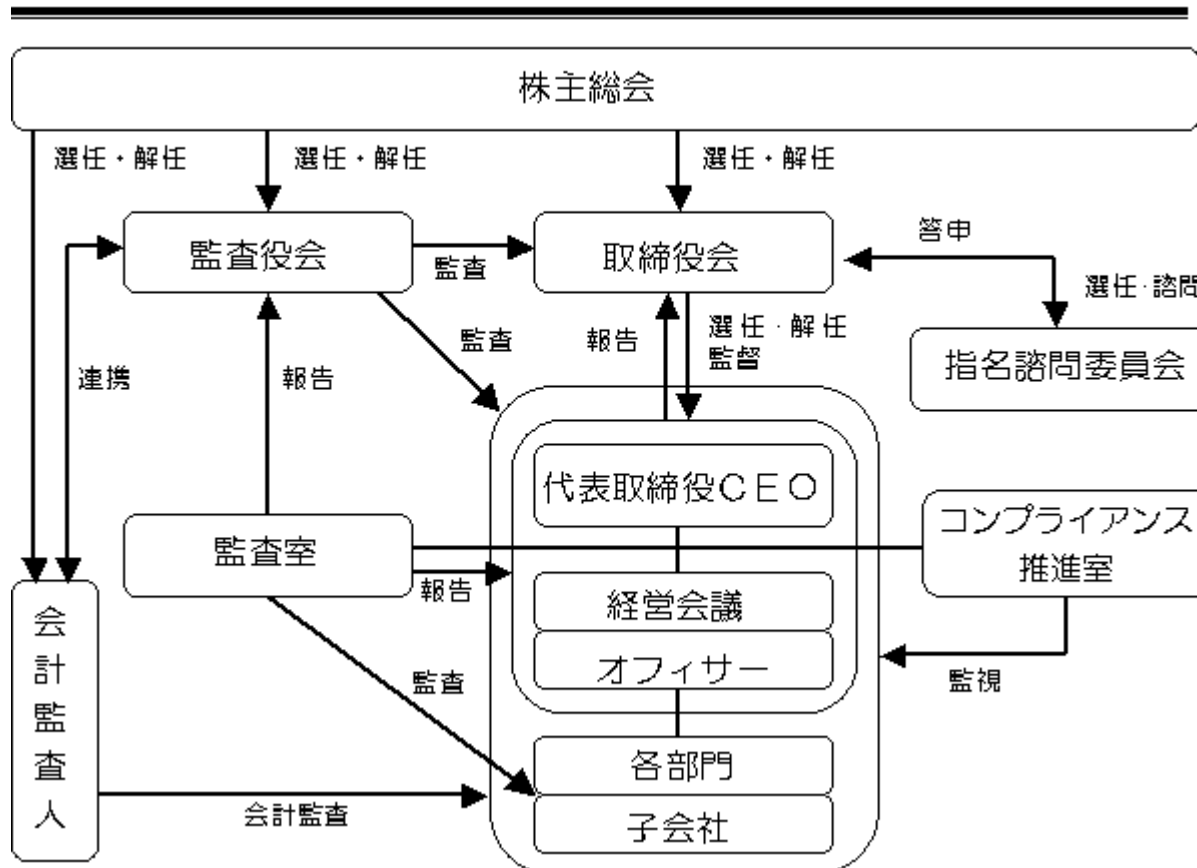 株主総会
選任・解任
選任・解任
選任・解任
監査役会
監査
取締役会
答申
選任・諮問
連携
報告
監査
報告
選任・解任
監督
指名諮問委員会
代表取締役CEO
監査室
報告
コンプライアンス
推進室
経営会議
オフィサー
監査
監視
会計監査人
各部門
会計監査
子会社